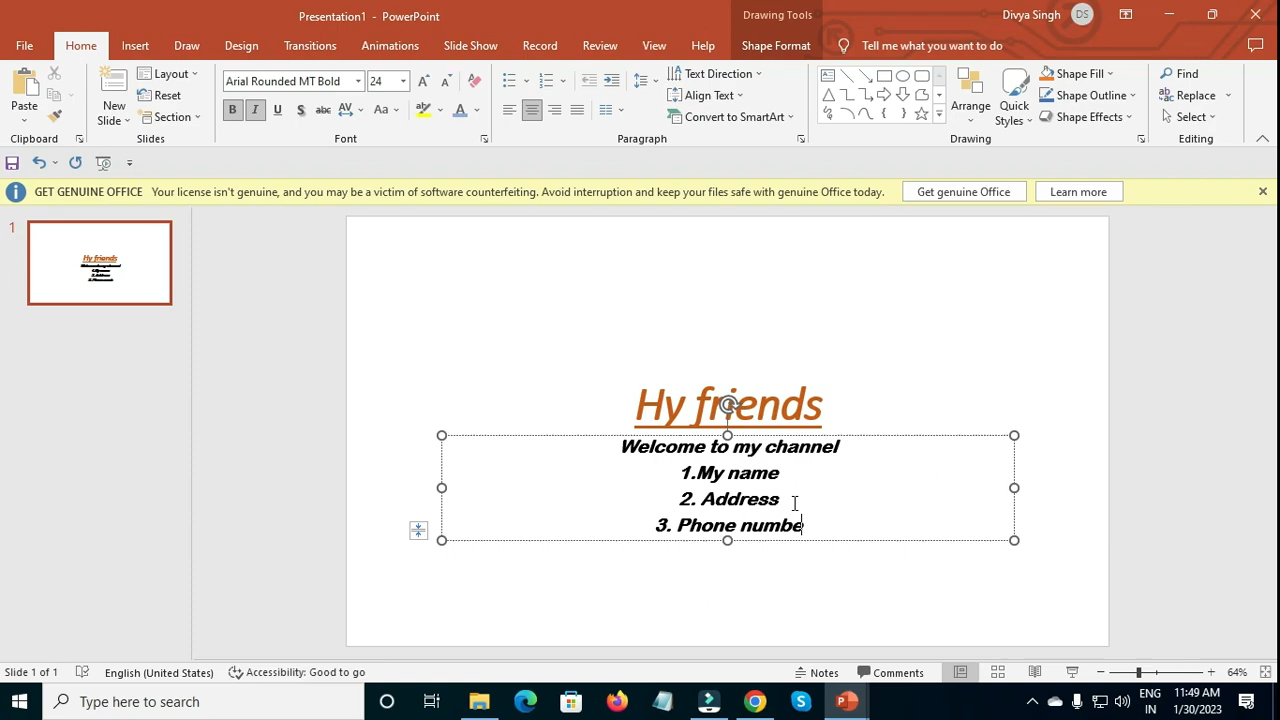 Presentation1 - PowerPoint
Drawing Tools
Divya Singh DS
File Home Insert Draw Design Transitions Animations Slide Show Record Review View Help Shape Format Tell me what you want to do
Paste
New Slide
Layout
Reset
Section
Arial Rounded MT Bold 24
B I U S abc AV Aa A
Text Direction
Align Text
Convert to SmartArt
Arrange
Quick Styles
Shape Fill
Shape Outline
Shape Effects
Find
Replace
Select
Clipboard Slides Font Paragraph Drawing Editing
GET GENUINE OFFICE Your license isn't genuine, and you may be a victim of software counterfeiting. Avoid interruption and keep your files safe with genuine Office today. Get genuine Office Learn more
1
Hy friends
Welcome to my channel
1.My name
2. Address
3. Phone numbe
Slide 1 of 1 English (United States) Accessibility: Good to go Notes Comments 64%
Type here to search
ENG
IN
11:49 AM
1/30/2023